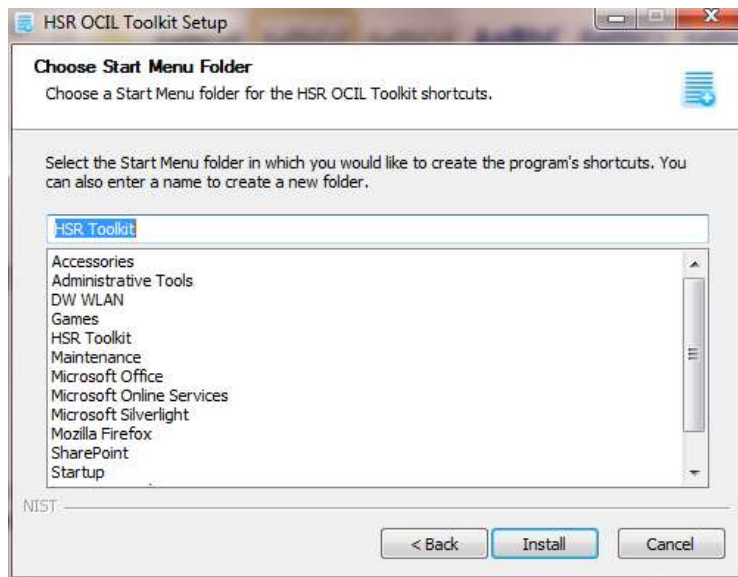 HSR OCIL Toolkit Setup
Choose Start Menu Folder
Choose a Start Menu folder for the HSR OCIL Toolkit shortcuts.
Select the Start Menu folder in which you would like to create the program's shortcuts. You
can also enter a name to create a new folder.
HSR Toolkit
Accessories
Administrative Tools
DW WLAN
Games
HSR Toolkit
Maintenance
Microsoft Office
Microsoft Online Services
Microsoft Silverlight
Mozilla Firefox
SharePoint
Startup
NIST
< Back
Install
Cancel